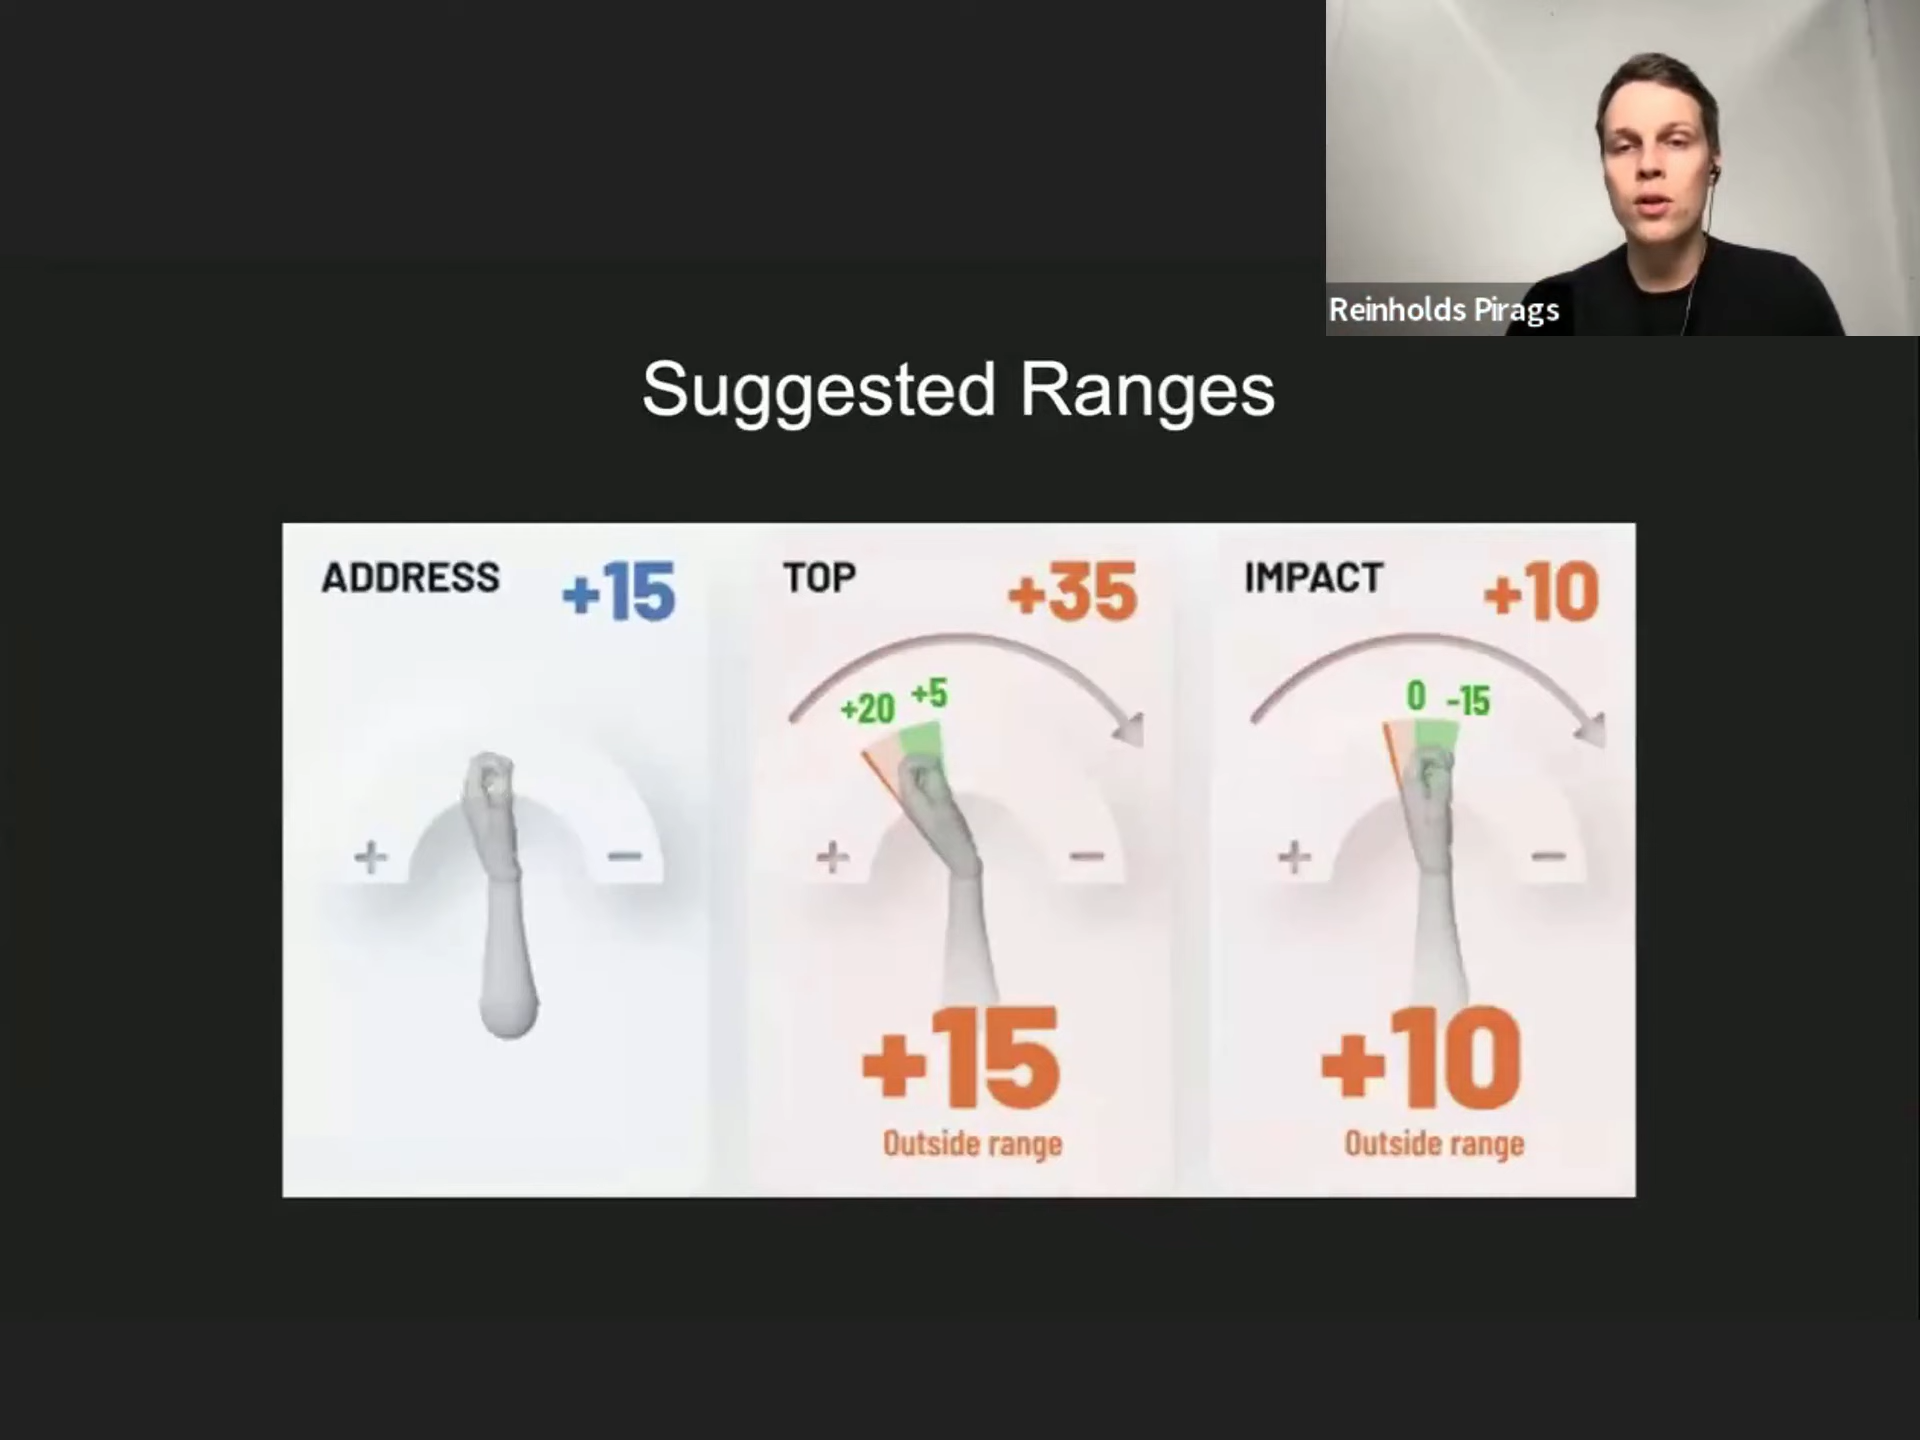 Reinholds Pirags
Suggested Ranges
ADDRESS +15
+ −
TOP +35
+20 +5
+ −
+15
Outside range
IMPACT +10
0 -15
+ −
+10
Outside range